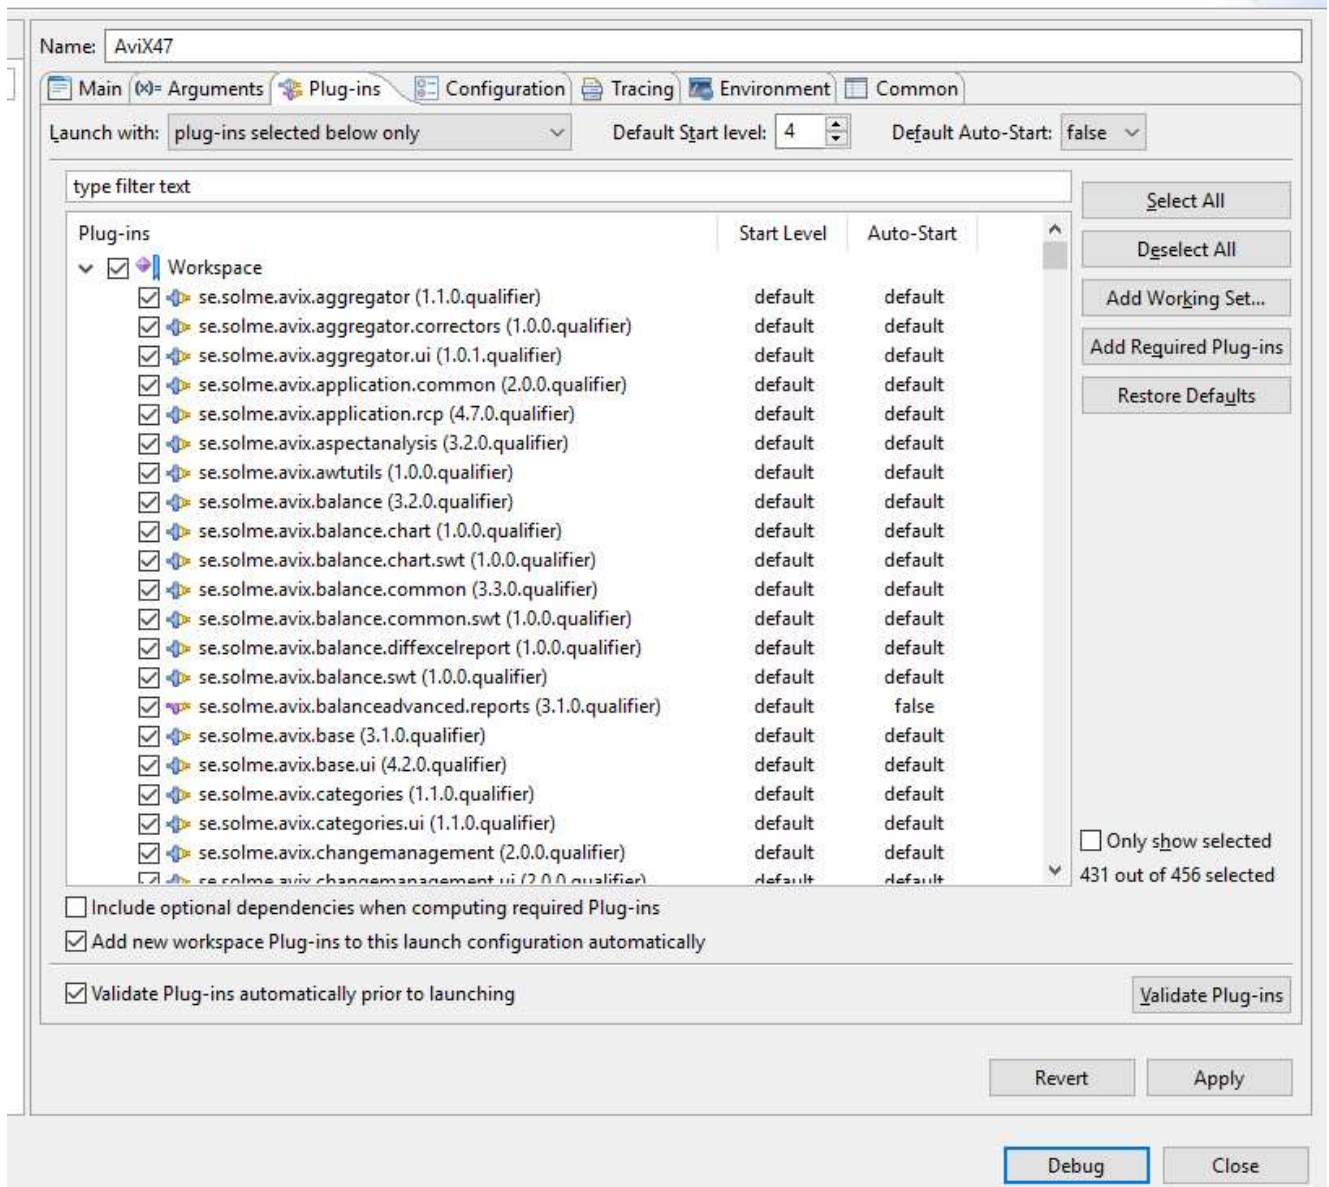 Name: AviX47
Main (x)= Arguments Plug-ins Configuration Tracing Environment Common
Launch with: plug-ins selected below only Default Start level: 4 Default Auto-Start: false
type filter text
Select All
Plug-ins Start Level Auto-Start
Deselect All
Workspace
se.solme.avix.aggregator (1.1.0.qualifier) default default
Add Working Set...
se.solme.avix.aggregator.correctors (1.0.0.qualifier) default default
se.solme.avix.aggregator.ui (1.0.1.qualifier) default default
Add Required Plug-ins
se.solme.avix.application.common (2.0.0.qualifier) default default
Restore Defaults
se.solme.avix.application.rcp (4.7.0.qualifier) default default
se.solme.avix.aspectanalysis (3.2.0.qualifier) default default
se.solme.avix.awtutils (1.0.0.qualifier) default default
se.solme.avix.balance (3.2.0.qualifier) default default
se.solme.avix.balance.chart (1.0.0.qualifier) default default
se.solme.avix.balance.chart.swt (1.0.0.qualifier) default default
se.solme.avix.balance.common (3.3.0.qualifier) default default
se.solme.avix.balance.common.swt (1.0.0.qualifier) default default
se.solme.avix.balance.diffexcelreport (1.0.0.qualifier) default default
se.solme.avix.balance.swt (1.0.0.qualifier) default default
se.solme.avix.balanceadvanced.reports (3.1.0.qualifier) default false
se.solme.avix.base (3.1.0.qualifier) default default
se.solme.avix.base.ui (4.2.0.qualifier) default default
se.solme.avix.categories (1.1.0.qualifier) default default
se.solme.avix.categories.ui (1.1.0.qualifier) default default
Only show selected
se.solme.avix.changemanagement (2.0.0.qualifier) default default
431 out of 456 selected
se.solme.avix.changemanagement.ui (2.0.0.qualifier) default default
Include optional dependencies when computing required Plug-ins
Add new workspace Plug-ins to this launch configuration automatically
Validate Plug-ins automatically prior to launching
Validate Plug-ins
Revert Apply
Debug Close